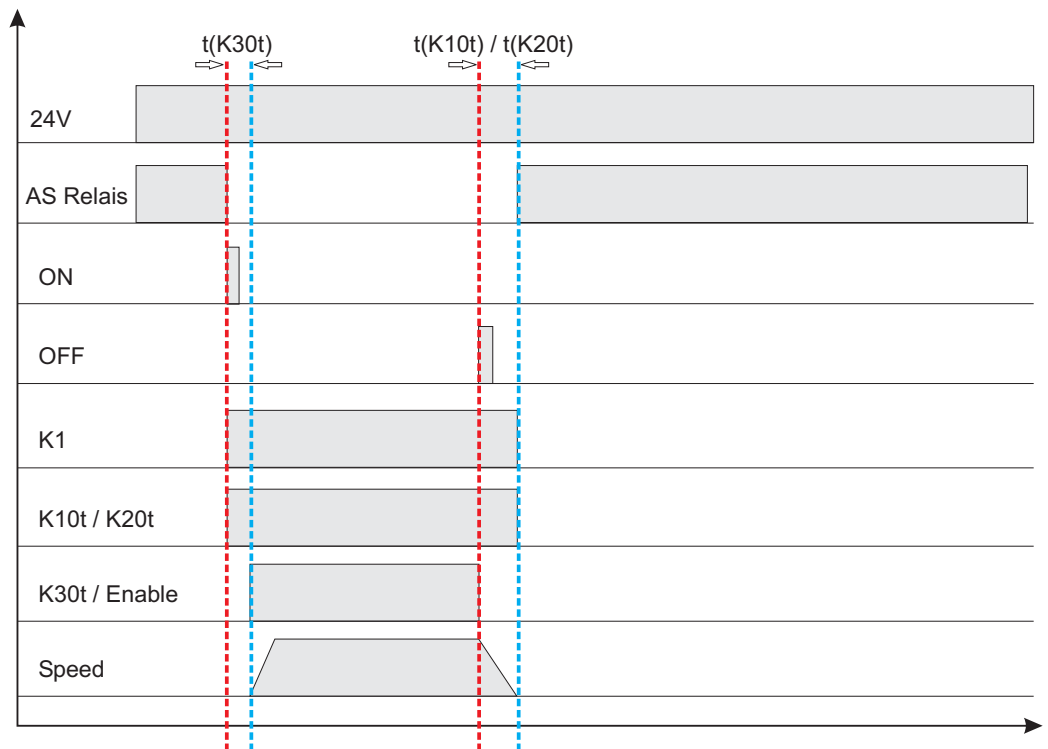 t(K30t)
t(K10t) / t(K20t)
24V
AS Relais
ON
OFF
K1
K10t / K20t
K30t / Enable
Speed